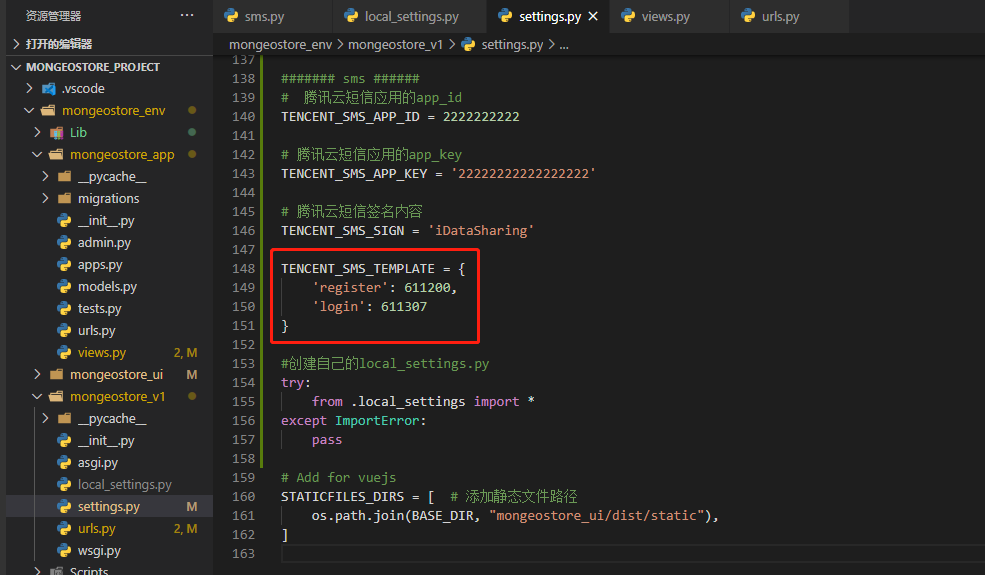 资源管理器 ···
打开的编辑器
MONGEOSTORE_PROJECT
.vscode
mongeostore_env
Lib
mongeostore_app
__pycache__
migrations
__init__.py
admin.py
apps.py
models.py
tests.py
urls.py
views.py 2, M
mongeostore_ui M
mongeostore_v1
__pycache__
__init__.py
asgi.py
local_settings.py
settings.py M
urls.py 2, M
wsgi.py
Scripts
sms.py local_settings.py settings.py × views.py urls.py
mongeostore_env > mongeostore_v1 > settings.py > ...
137
138 ####### sms ######
139 #  腾讯云短信应用的app_id
140 TENCENT_SMS_APP_ID = 2222222222
141
142 # 腾讯云短信应用的app_key
143 TENCENT_SMS_APP_KEY = '22222222222222222'
144
145 # 腾讯云短信签名内容
146 TENCENT_SMS_SIGN = 'iDataSharing'
147
148 TENCENT_SMS_TEMPLATE = {
149     'register': 611200,
150     'login': 611307
151 }
152
153 #创建自己的local_settings.py
154 try:
155     from .local_settings import *
156 except ImportError:
157     pass
158
159 # Add for vuejs
160 STATICFILES_DIRS = [  # 添加静态文件路径
161     os.path.join(BASE_DIR, "mongeostore_ui/dist/static"),
162 ]
163